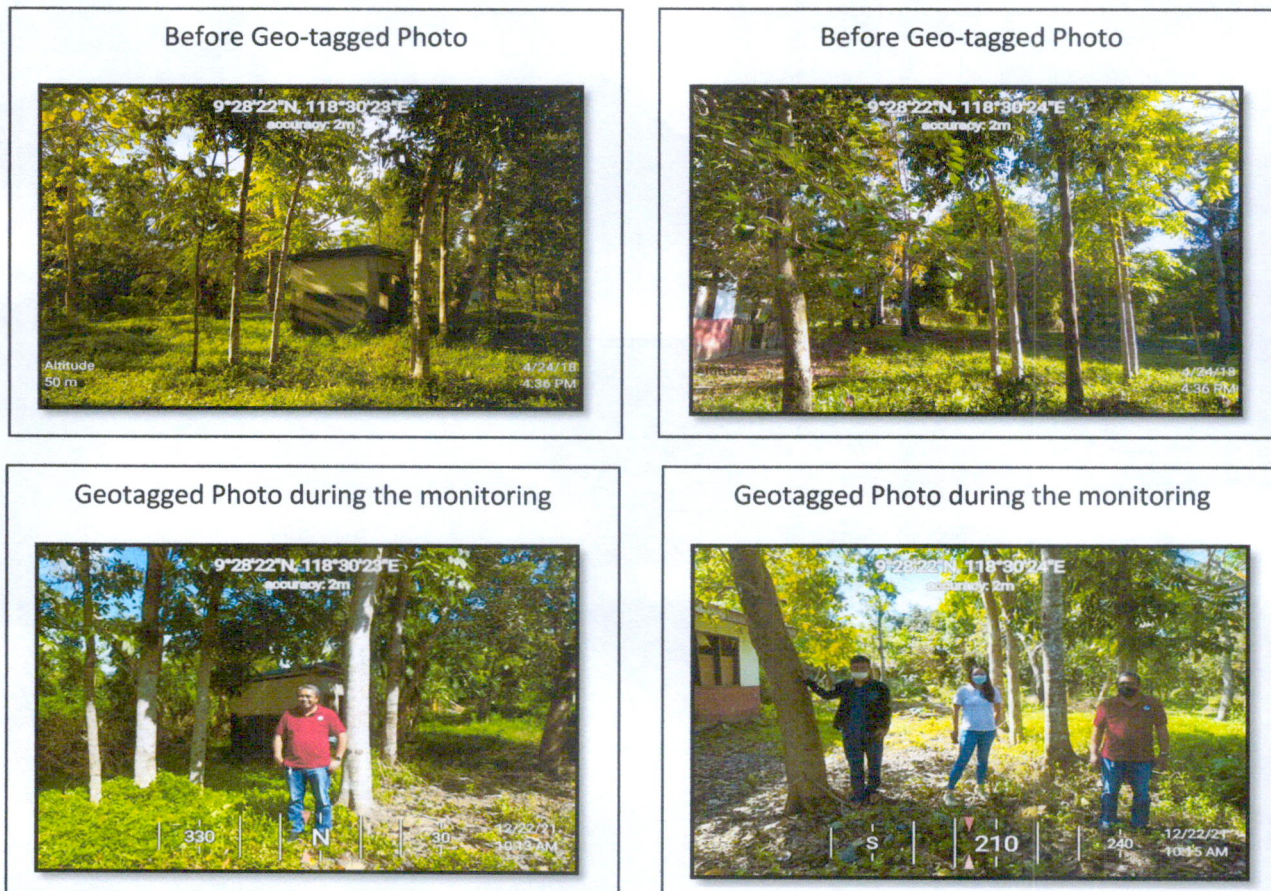 Before Geo-tagged Photo
9°28'22"N, 118°30'23"E
accuracy: 2m
Altitude
50 m
4/24/18
4:36 PM
Before Geo-tagged Photo
9°28'22"N, 118°30'24"E
accuracy: 2m
Altitude
4/24/18
4:36 PM
Geotagged Photo during the monitoring
9°28'22"N, 118°30'23"E
accuracy: 2m
330 N 30
12/22/21
10:13 AM
Geotagged Photo during the monitoring
9°28'22"N, 118°30'24"E
accuracy: 2m
S 210 240
12/22/21
10:15 AM